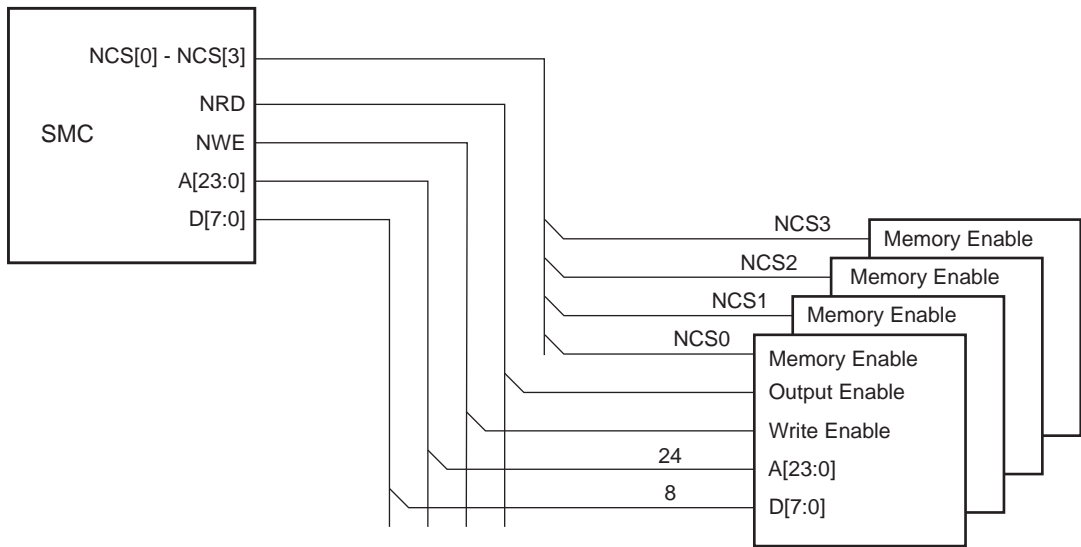 NCS[0] - NCS[3]
NRD
SMC
NWE
A[23:0]
D[7:0]
NCS3
Memory Enable
NCS2
Memory Enable
NCS1
Memory Enable
NCS0
Memory Enable
Output Enable
Write Enable
24
A[23:0]
8
D[7:0]